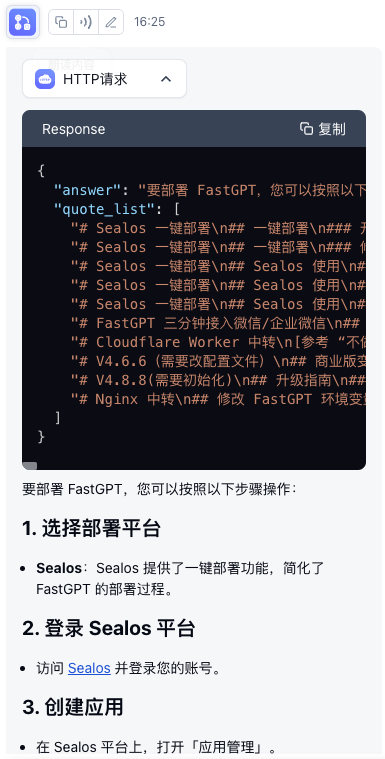 16:25
HTTP请求
Response
复制
{
"answer": "要部署 FastGPT，您可以按照以下
"quote_list": [
"# Sealos 一键部署\n## 一键部署\n###
"# Sealos 一键部署\n## 一键部署\n###
"# Sealos 一键部署\n## Sealos 使用\n#
"# Sealos 一键部署\n## Sealos 使用\n#
"# Sealos 一键部署\n## Sealos 使用\n#
"# FastGPT 三分钟接入微信/企业微信\n##
"# Cloudflare Worker 中转\n[参考 “不
"# V4.6.6（需要改配置文件）\n## 商业版
"# V4.8.8(需要初始化)\n## 升级指南\n##
"# Nginx 中转\n## 修改 FastGPT 环境变
]
}
要部署 FastGPT，您可以按照以下步骤操作：
1. 选择部署平台
• Sealos：Sealos 提供了一键部署功能，简化了
FastGPT 的部署过程。
2. 登录 Sealos 平台
• 访问 Sealos 并登录您的账号。
3. 创建应用
• 在 Sealos 平台上，打开「应用管理」。